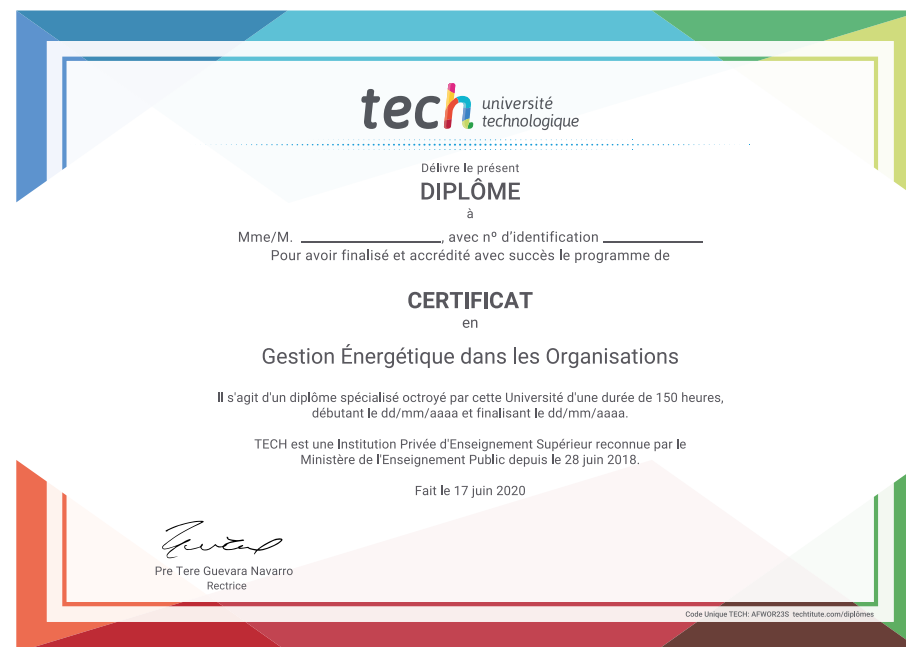 tech université
technologique
Délivre le présent
DIPLÔME
à
Mme/M. ____________________, avec nº d'identification ______________
Pour avoir finalisé et accrédité avec succès le programme de
CERTIFICAT
en
Gestion Énergétique dans les Organisations
Il s'agit d'un diplôme spécialisé octroyé par cette Université d'une durée de 150 heures,
débutant le dd/mm/aaaa et finalisant le dd/mm/aaaa.
TECH est une Institution Privée d'Enseignement Supérieur reconnue par le
Ministère de l'Enseignement Public depuis le 28 juin 2018.
Fait le 17 juin 2020
Pre Tere Guevara Navarro
Rectrice
Code Unique TECH: AFWOR23S techtitute.com/diplômes